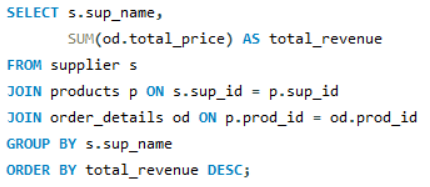 SELECT s.sup_name,
SUM(od.total_price) AS total_revenue
FROM supplier s
JOIN products p ON s.sup_id = p.sup_id
JOIN order_details od ON p.prod_id = od.prod_id
GROUP BY s.sup_name
ORDER BY total_revenue DESC;